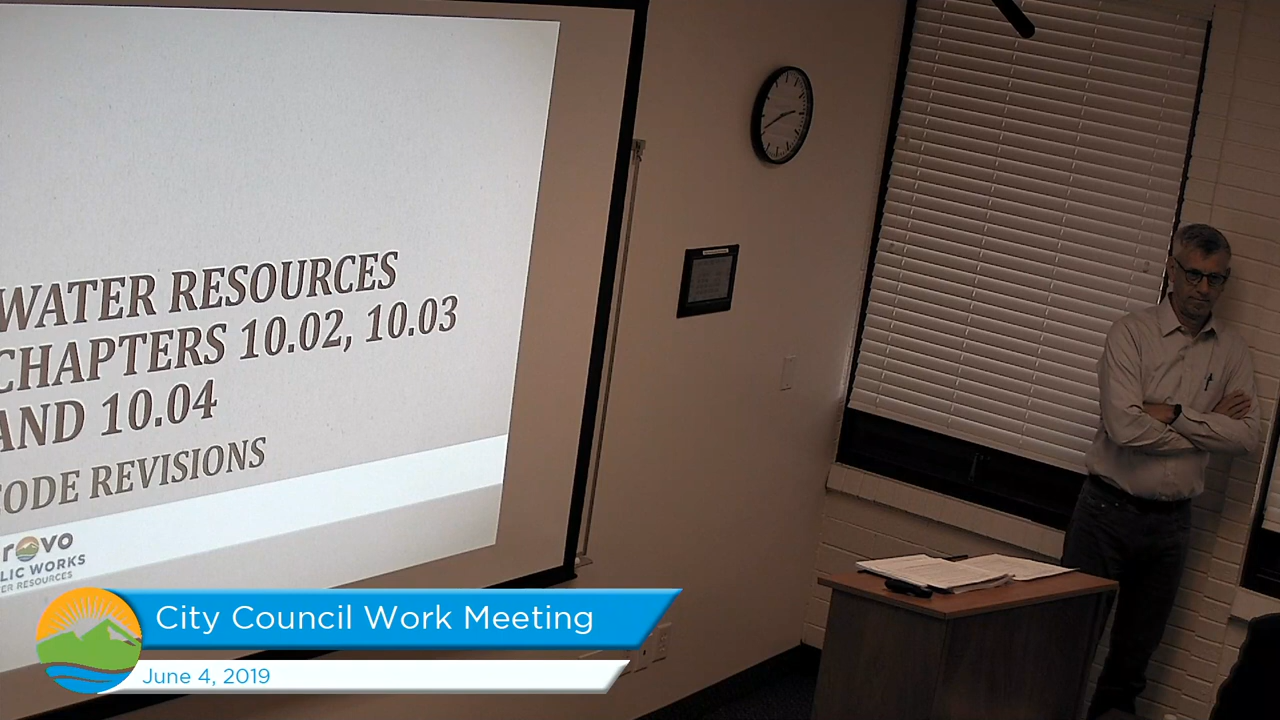 WATER RESOURCES
CHAPTERS 10.02, 10.03
AND 10.04
CODE REVISIONS
rovo
LIC WORKS
ER RESOURCES
City Council Work Meeting
June 4, 2019